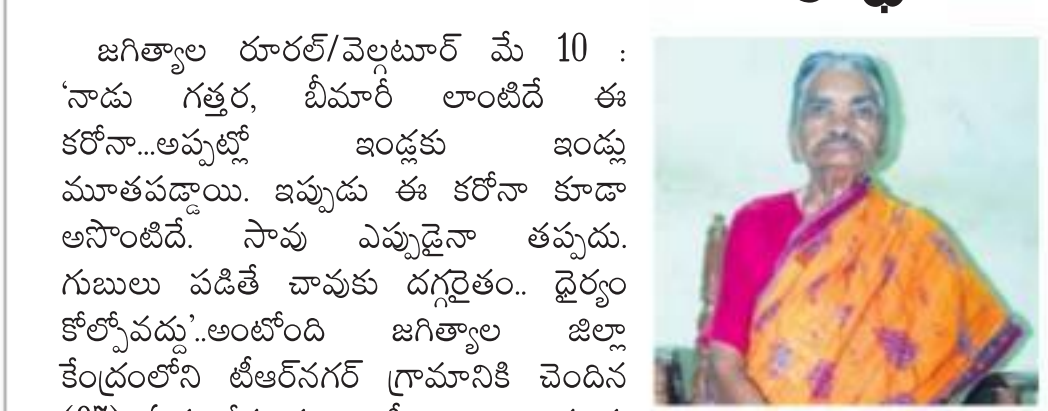 జగిత్యాల రూరల్/వెల్గటూర్ మే 10 :
‘నాడు గత్తర, బీమారీ లాంటిదే ఈ
కరోనా...అప్పట్లో ఇండ్లకు ఇండ్లు
మూతపడ్డాయి. ఇప్పుడు ఈ కరోనా కూడా
అసొంటిదే. సావు ఎప్పుడైనా తప్పదు.
గుబులు పడితే చావుకు దగ్గరైతం.. ధైర్యం
కోల్పోవద్దు’..అంటోంది జగిత్యాల జిల్లా
కేంద్రంలోని టీఆర్‌నగర్ గ్రామానికి చెందిన